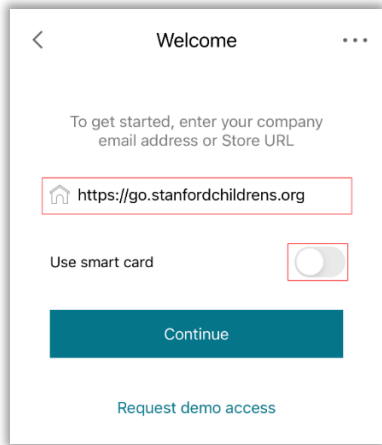 Welcome
To get started, enter your company
email address or Store URL
https://go.stanfordchildrens.org
Use smart card
Continue
Request demo access